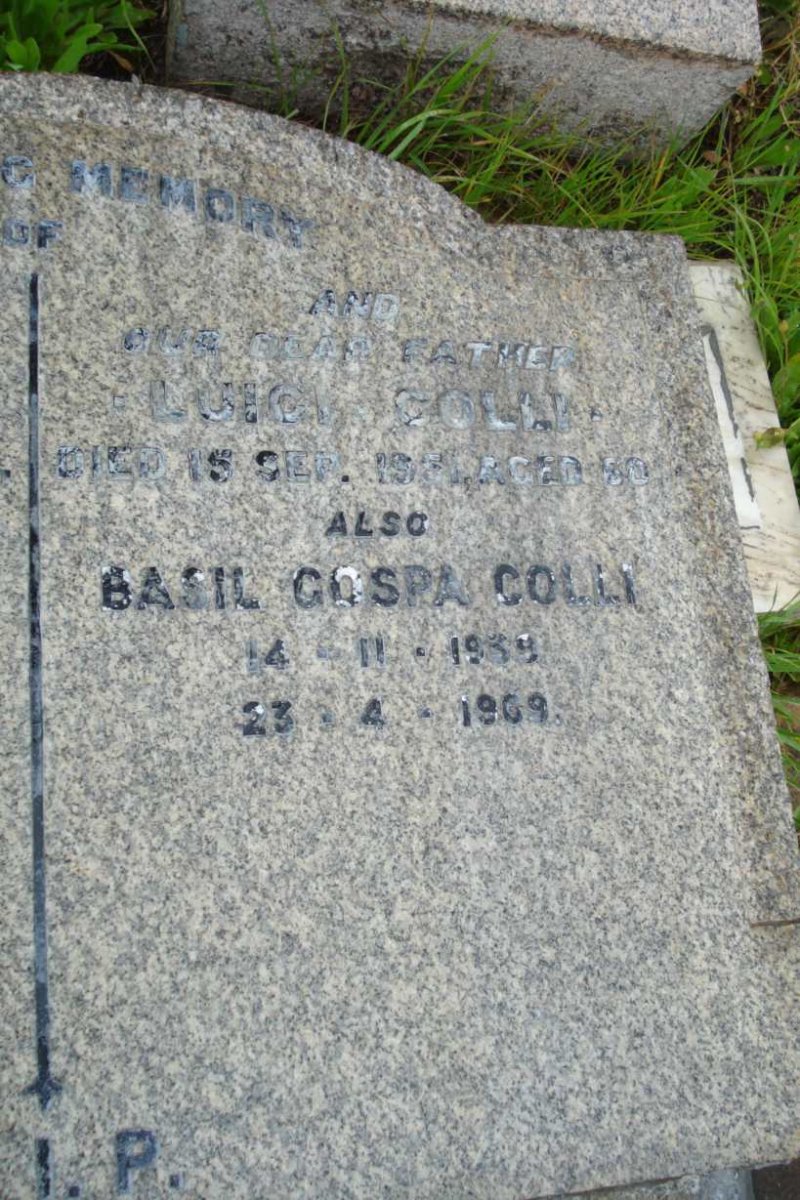 G MEMORY
OF
AND
OUR DEAR FATHER
· LUIGI · COLLI ·
DIED 15 SEP. 1951, AGED 60
ALSO
BASIL GOSPA COLLI
14 · 11 · 1939
23 · 4 · 1969.
I. P.